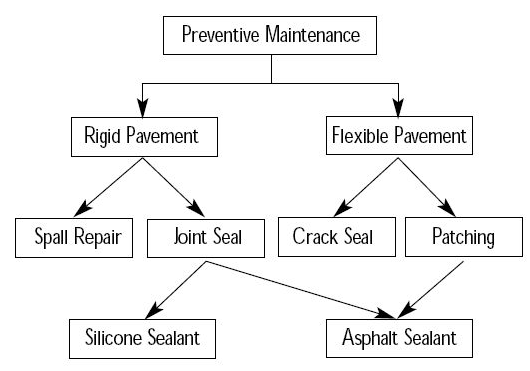 Preventive Maintenance
Rigid Pavement
Flexible Pavement
Spall Repair
Joint Seal
Crack Seal
Patching
Silicone Sealant
Asphalt Sealant